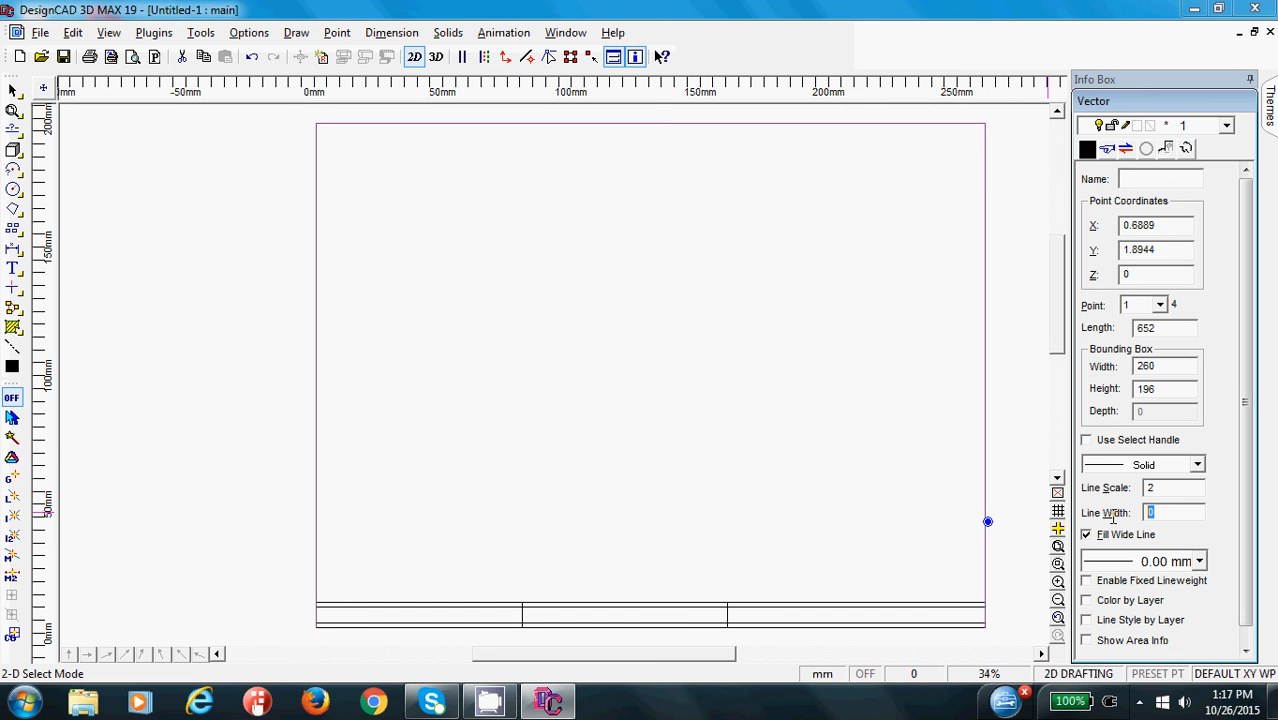 DesignCAD 3D MAX 19 - [Untitled-1 : main]
File Edit View Plugins Tools Options Draw Point Dimension Solids Animation Window Help
2D 3D
mm -50mm 0mm 50mm 100mm 150mm 200mm 250mm
200mm
150mm
100mm
50mm
0mm
OFF
Info Box
Vector
Themes
* 1
Name:
Point Coordinates
X: 0.6889
Y: 1.8944
Z: 0
Point: 1 4
Length: 652
Bounding Box
Width: 260
Height: 196
Depth: 0
Use Select Handle
Solid
Line Scale: 2
Line Width: 0
Fill Wide Line
0.00 mm
Enable Fixed Lineweight
Color by Layer
Line Style by Layer
Show Area Info
2-D Select Mode
mm OFF 0 34% 2D DRAFTING PRESET PT DEFAULT XY WP
100%
1:17 PM
10/26/2015